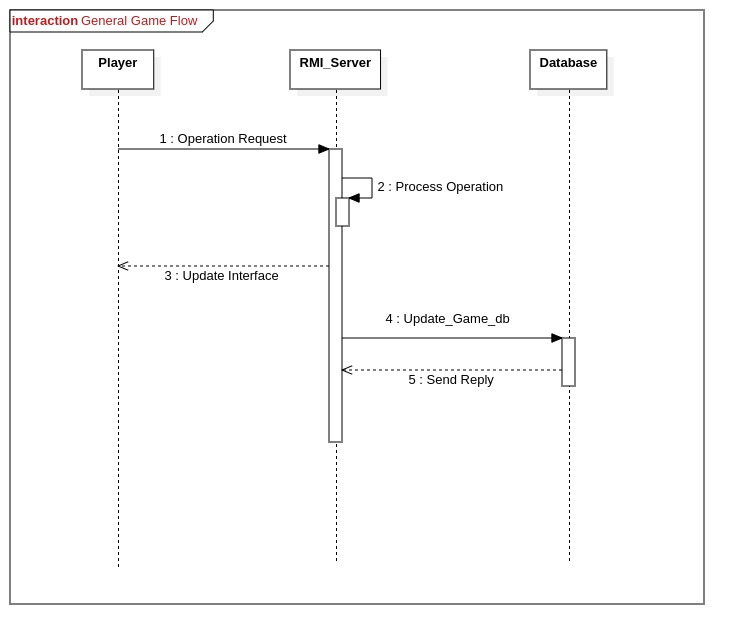 interaction General Game Flow
Player
RMI_Server
Database
1 : Operation Request
2 : Process Operation
3 : Update Interface
4 : Update_Game_db
5 : Send Reply